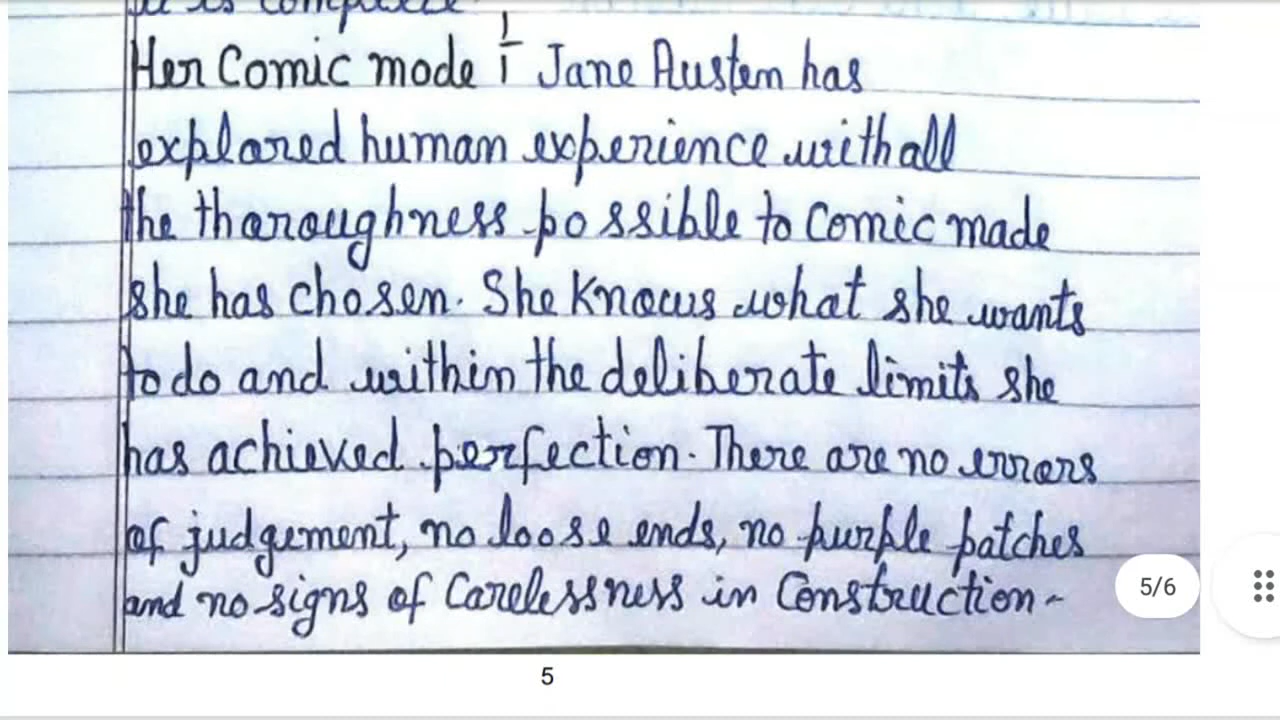 Her Comic mode Jane Austen has
explored human experience with all
the thoroughness possible to comic mode
she has chosen. She knows what she wants
to do and within the deliberate limits she
has achieved perfection. There are no errors
of judgement, no loose ends, no purple patches
and no signs of Carelessness in Construction-
5/6
5